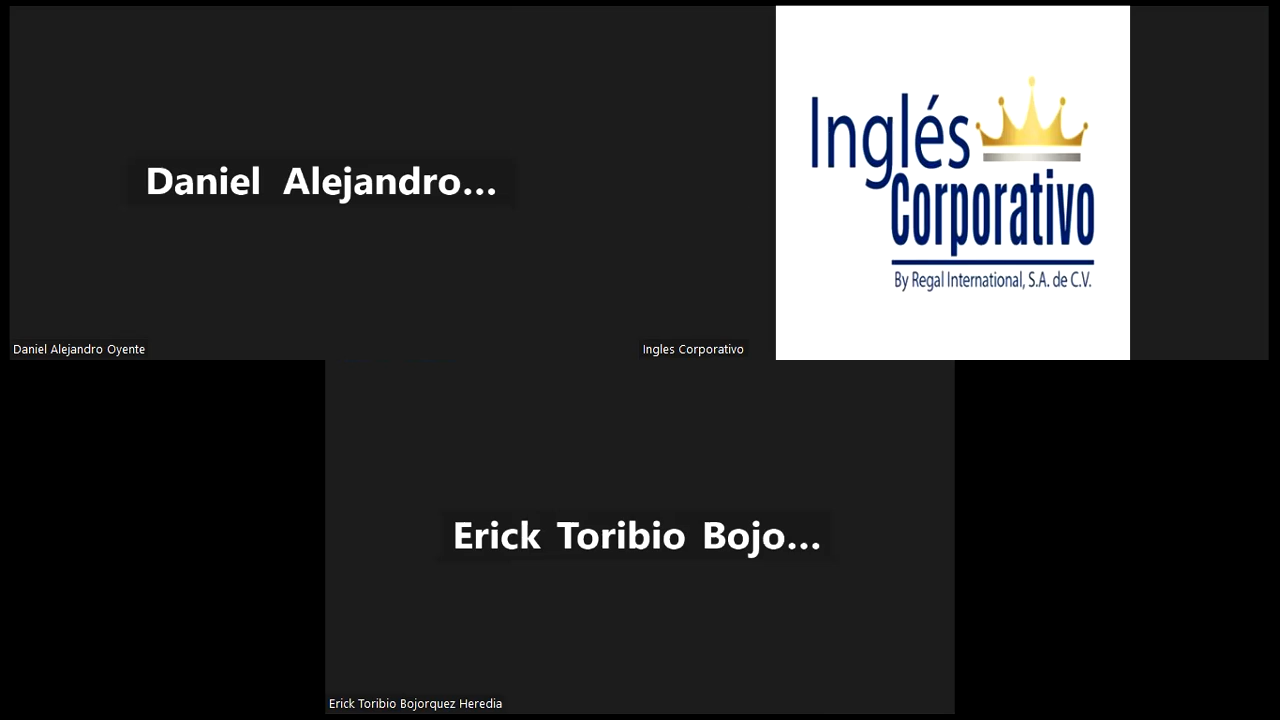 Daniel Alejandro...
Daniel Alejandro Oyente
Inglés
Corporativo
By Regal International, S.A. de C.V.
Ingles Corporativo
Erick Toribio Bojo...
Erick Toribio Bojorquez Heredia